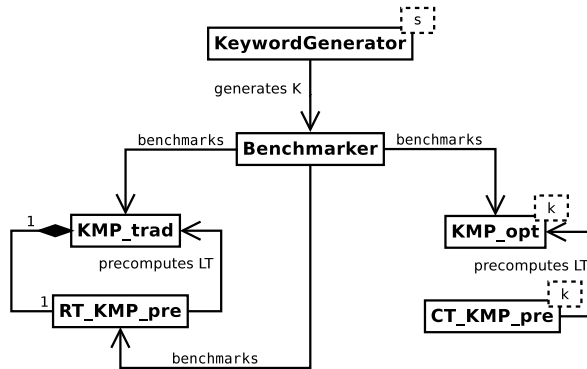 s
KeywordGenerator
generates K
benchmarks
benchmarks
Benchmarker
k
1
KMP_trad
KMP_opt
precomputes LT
precomputes LT
k
1
RT_KMP_pre
CT_KMP_pre
benchmarks